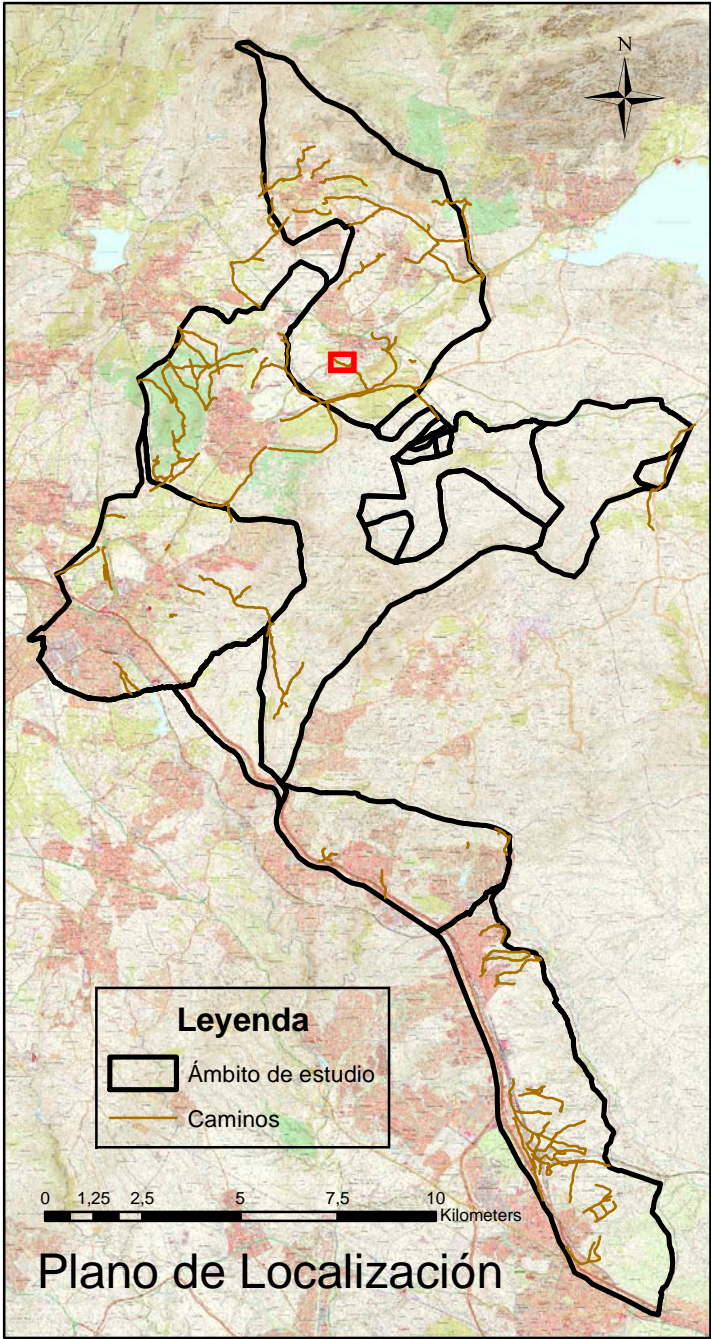 N
Leyenda
Ámbito de estudio
Caminos
0 1,25 2,5 5 7,5 10
Kilometers
Plano de Localización